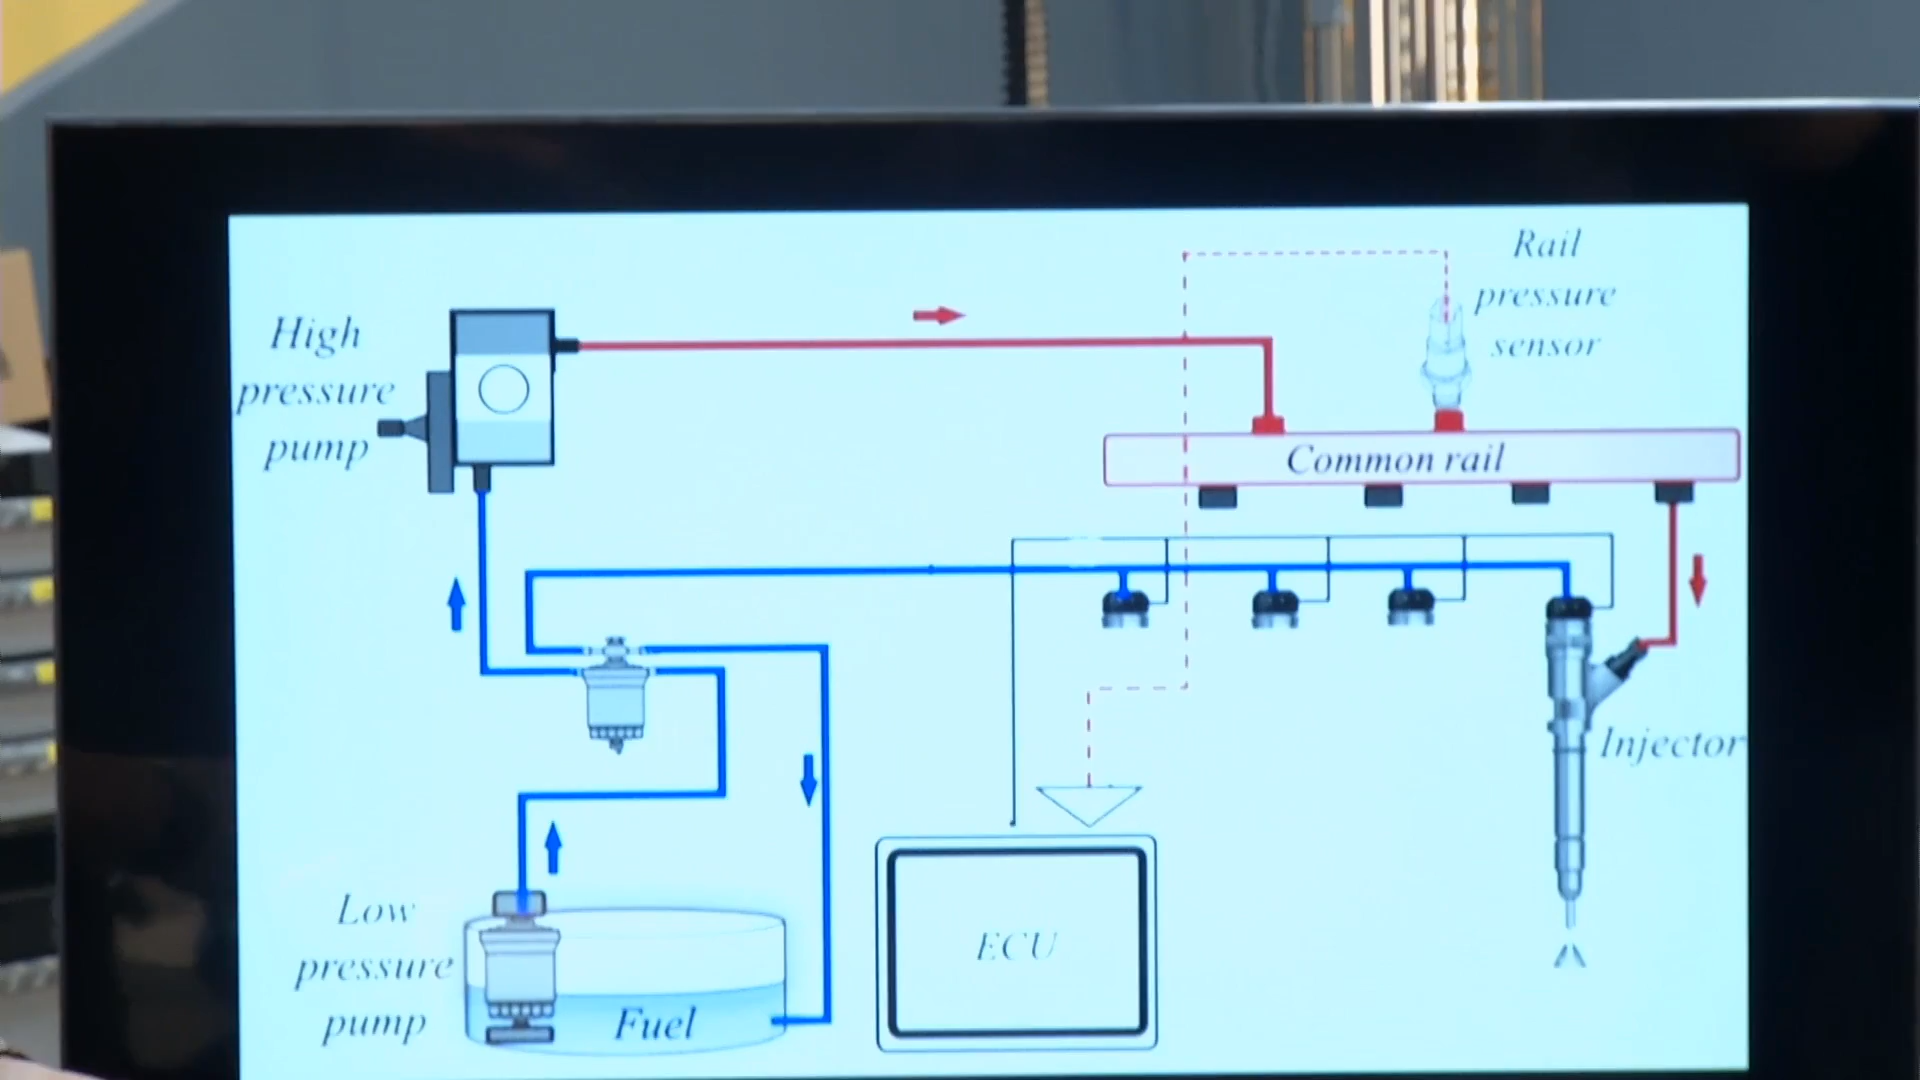 Rail
pressure
sensor
High
pressure
pump
Common rail
Injector
Low
pressure
pump
Fuel
ECU